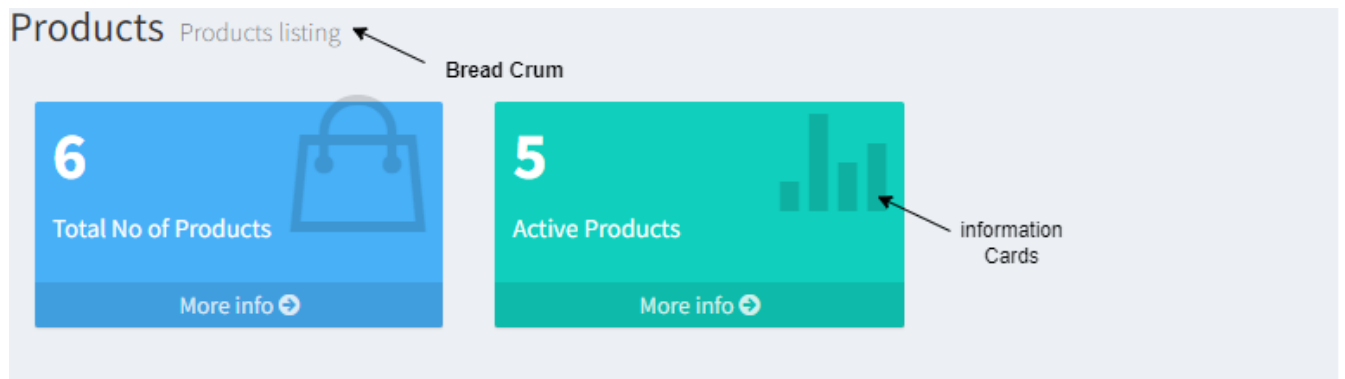 Products Products listing
Bread Crum
6
Total No of Products
More info
5
Active Products
More info
information
Cards